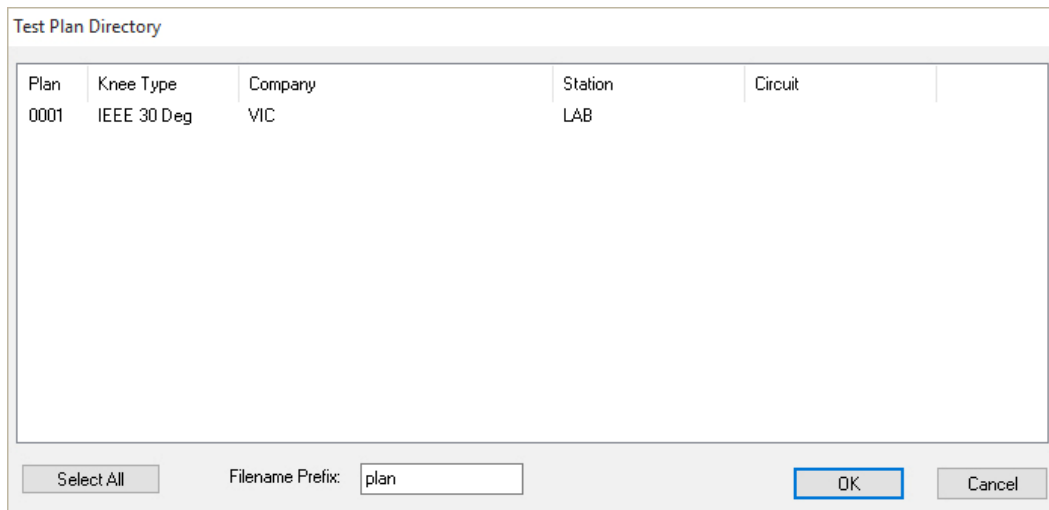 Test Plan Directory
Plan Knee Type Company Station Circuit
0001 IEEE 30 Deg VIC LAB
Select All Filename Prefix: plan OK Cancel